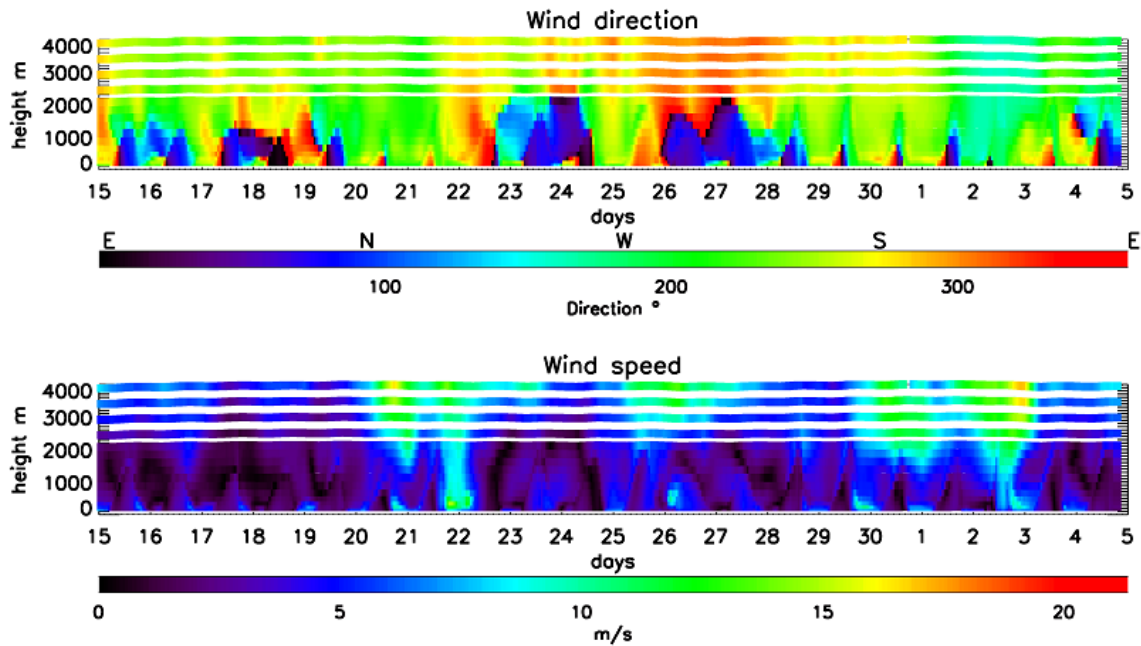 Wind direction
4000
3000
2000
1000
0
height m
15 16 17 18 19 20 21 22 23 24 25 26 27 28 29 30 1 2 3 4 5
days
E N W S E
100 200 300
Direction °
Wind speed
4000
3000
2000
1000
0
height m
15 16 17 18 19 20 21 22 23 24 25 26 27 28 29 30 1 2 3 4 5
days
0 5 10 15 20
m/s